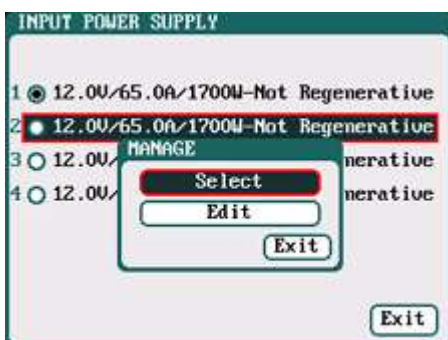 INPUT POWER SUPPLY
1 12.0V/65.0A/1700W-Not Regenerative
2 12.0V/65.0A/1700W-Not Regenerative
MANAGE
3 12.0V/ nerative
Select
4 12.0V/ nerative
Edit
Exit
Exit